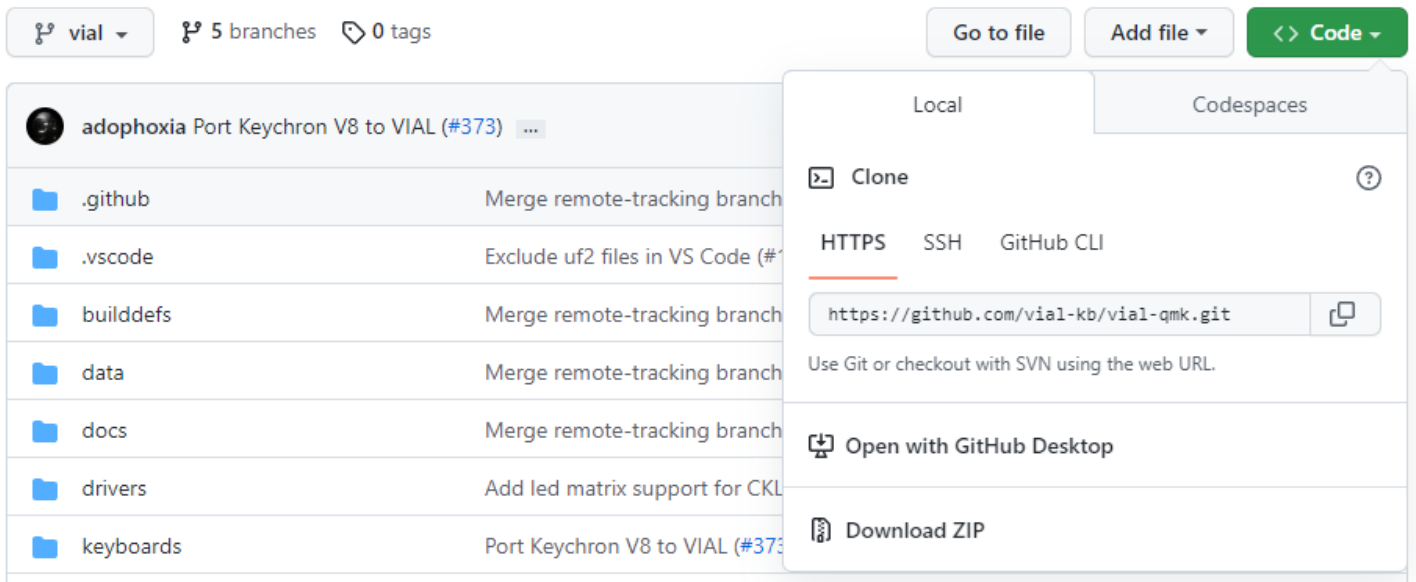 vial
5 branches
0 tags
Go to file
Add file
Code
adophoxia Port Keychron V8 to VIAL (#373) ...
.github Merge remote-tracking branch
.vscode Exclude uf2 files in VS Code (#
builddefs Merge remote-tracking branch
data Merge remote-tracking branch
docs Merge remote-tracking branch
drivers Add led matrix support for CKL
keyboards Port Keychron V8 to VIAL (#373
Local
Codespaces
Clone
HTTPS SSH GitHub CLI
https://github.com/vial-kb/vial-qmk.git
Use Git or checkout with SVN using the web URL.
Open with GitHub Desktop
Download ZIP